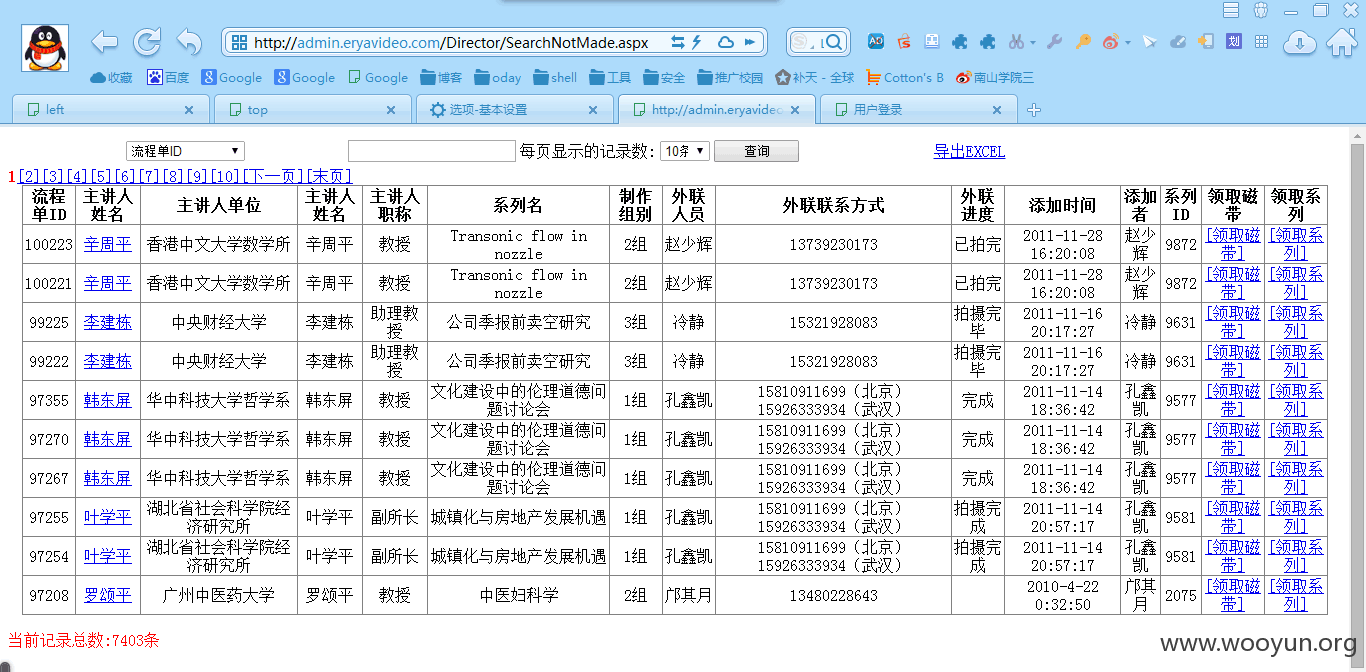 http://admin.eryavideo.com/Director/SearchNotMade.aspx
收藏 百度 Google Google Google 博客 oday shell 工具 安全 推广校园 补天 - 全球 Cotton's B 南山学院三
left × top × 选项-基本设置 × http://admin.eryavideo × 用户登录 ×
流程单ID 每页显示的记录数: 10条 查询 导出EXCEL
1[2][3][4][5][6][7][8][9][10][下一页][末页]
流程单ID 主讲人姓名 主讲人单位 主讲人姓名 主讲人职称 系列名 制作组别 外联人员 外联联系方式 外联进度 添加时间 添加者 系列ID 领取磁带 领取系列
100223 辛周平 香港中文大学数学所 辛周平 教授 Transonic flow in nozzle 2组 赵少辉 13739230173 已拍完 2011-11-28 16:20:08 赵少辉 9872 [领取磁带] [领取系列]
100221 辛周平 香港中文大学数学所 辛周平 教授 Transonic flow in nozzle 2组 赵少辉 13739230173 已拍完 2011-11-28 16:20:08 赵少辉 9872 [领取磁带] [领取系列]
99225 李建栋 中央财经大学 李建栋 助理教授 公司季报前卖空研究 3组 冷静 15321928083 拍摄完毕 2011-11-16 20:17:27 冷静 9631 [领取磁带] [领取系列]
99222 李建栋 中央财经大学 李建栋 助理教授 公司季报前卖空研究 3组 冷静 15321928083 拍摄完毕 2011-11-16 20:17:27 冷静 9631 [领取磁带] [领取系列]
97355 韩东屏 华中科技大学哲学系 韩东屏 教授 文化建设中的伦理道德问题讨论会 1组 孔鑫凯 15810911699（北京） 15926333934（武汉） 完成 2011-11-14 18:36:42 孔鑫凯 9577 [领取磁带] [领取系列]
97270 韩东屏 华中科技大学哲学系 韩东屏 教授 文化建设中的伦理道德问题讨论会 1组 孔鑫凯 15810911699（北京） 15926333934（武汉） 完成 2011-11-14 18:36:42 孔鑫凯 9577 [领取磁带] [领取系列]
97267 韩东屏 华中科技大学哲学系 韩东屏 教授 文化建设中的伦理道德问题讨论会 1组 孔鑫凯 15810911699（北京） 15926333934（武汉） 完成 2011-11-14 18:36:42 孔鑫凯 9577 [领取磁带] [领取系列]
97255 叶学平 湖北省社会科学院经济研究所 叶学平 副所长 城镇化与房地产发展机遇 1组 孔鑫凯 15810911699（北京） 15926333934（武汉） 拍摄完成 2011-11-14 20:57:17 孔鑫凯 9581 [领取磁带] [领取系列]
97254 叶学平 湖北省社会科学院经济研究所 叶学平 副所长 城镇化与房地产发展机遇 1组 孔鑫凯 15810911699（北京） 15926333934（武汉） 拍摄完成 2011-11-14 20:57:17 孔鑫凯 9581 [领取磁带] [领取系列]
97208 罗颂平 广州中医药大学 罗颂平 教授 中医妇科学 2组 邝其月 13480228643 2010-4-22 0:32:50 邝其月 2075 [领取磁带] [领取系列]
当前记录总数:7403条
www.wooyun.org